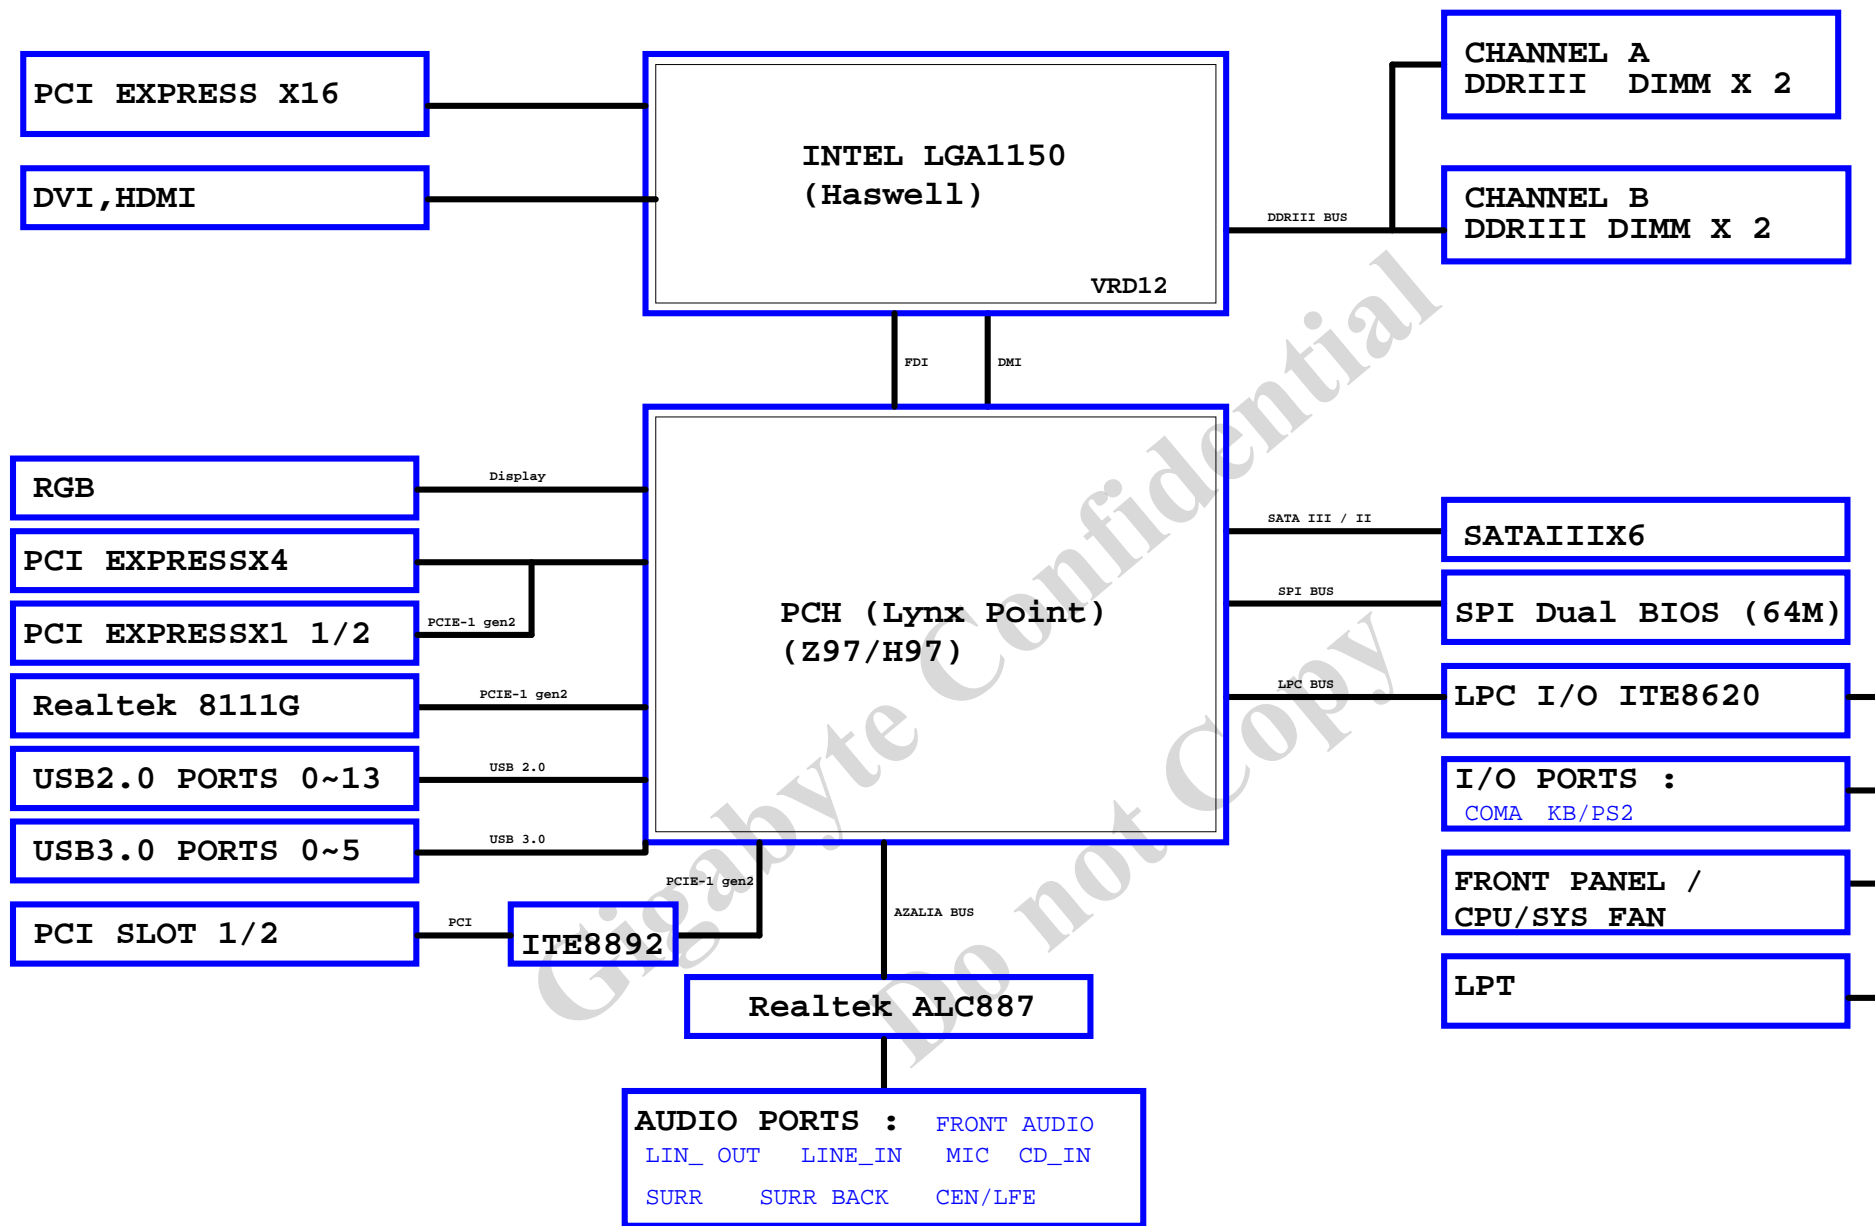 PCI EXPRESS X16
DVI,HDMI
INTEL LGA1150
(Haswell)
VRD12
CHANNEL A
DDRIII DIMM X 2
DDRIII BUS
CHANNEL B
DDRIII DIMM X 2
FDI
DMI
RGB
Display
PCI EXPRESSX4
PCI EXPRESSX1 1/2
PCIE-1 gen2
Realtek 8111G
PCIE-1 gen2
USB2.0 PORTS 0~13
USB 2.0
USB3.0 PORTS 0~5
USB 3.0
PCI SLOT 1/2
PCI
ITE8892
PCIE-1 gen2
PCH (Lynx Point)
(Z97/H97)
SATA III / II
SATAIIIX6
SPI BUS
SPI Dual BIOS (64M)
LPC BUS
LPC I/O ITE8620
I/O PORTS :
COMA KB/PS2
FRONT PANEL /
CPU/SYS FAN
LPT
AZALIA BUS
Realtek ALC887
AUDIO PORTS : FRONT AUDIO
LIN_ OUT LINE_IN MIC CD_IN
SURR SURR BACK CEN/LFE
Gigabyte Confidential
Do not Copy